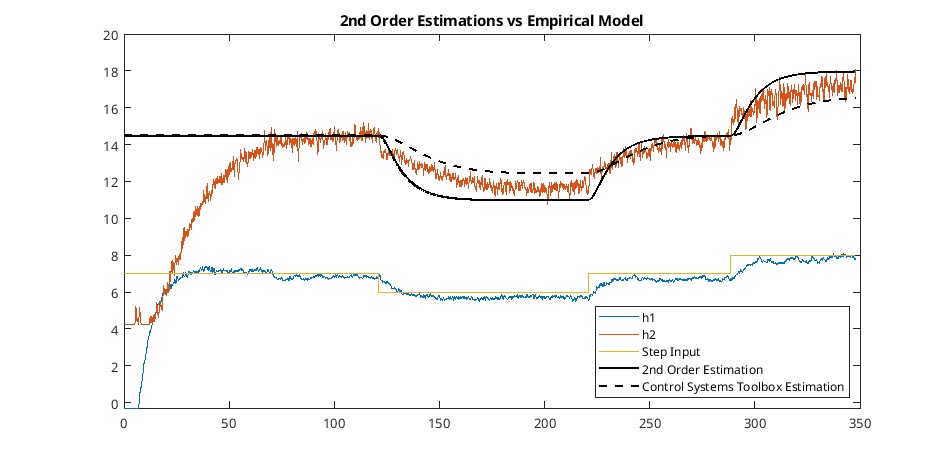 2nd Order Estimations vs Empirical Model
20
18
16
14
12
10
8
6
4
2
0
0 50 100 150 200 250 300 350
h1
h2
Step Input
2nd Order Estimation
Control Systems Toolbox Estimation